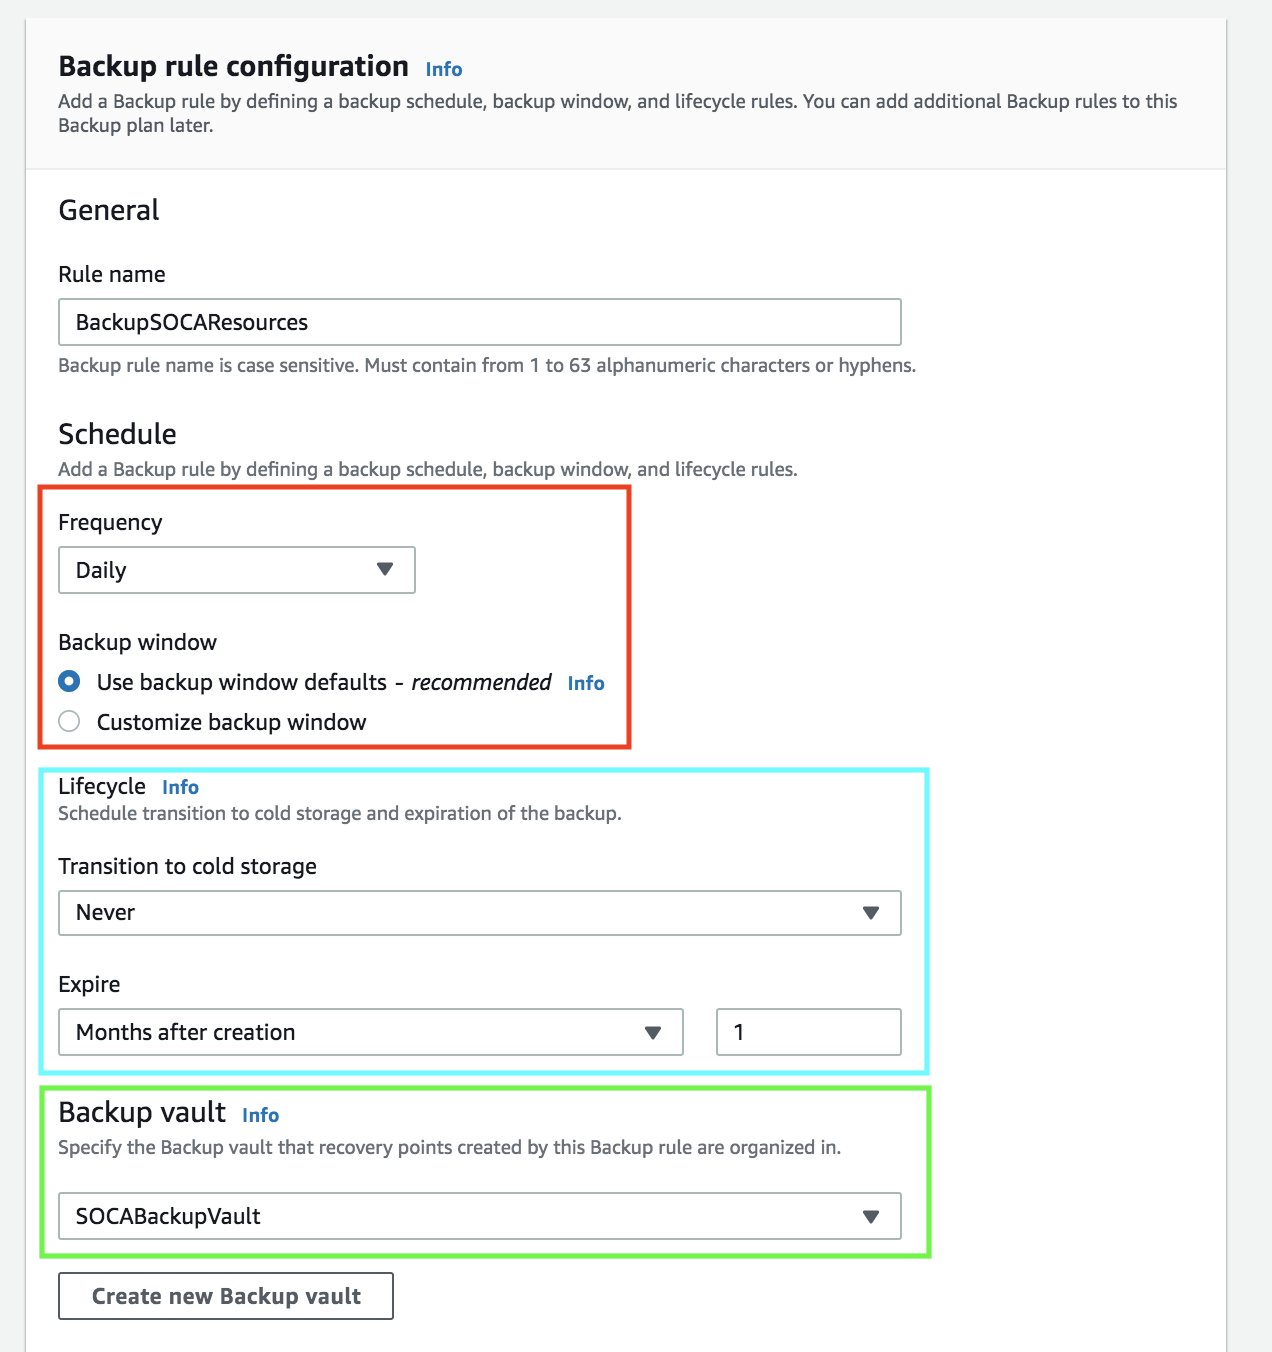 Backup rule configuration Info
Add a Backup rule by defining a backup schedule, backup window, and lifecycle rules. You can add additional Backup rules to this
Backup plan later.
General
Rule name
BackupSOCAResources
Backup rule name is case sensitive. Must contain from 1 to 63 alphanumeric characters or hyphens.
Schedule
Add a Backup rule by defining a backup schedule, backup window, and lifecycle rules.
Frequency
Daily
Backup window
Use backup window defaults - recommended Info
Customize backup window
Lifecycle Info
Schedule transition to cold storage and expiration of the backup.
Transition to cold storage
Never
Expire
Months after creation 1
Backup vault Info
Specify the Backup vault that recovery points created by this Backup rule are organized in.
SOCABackupVault
Create new Backup vault